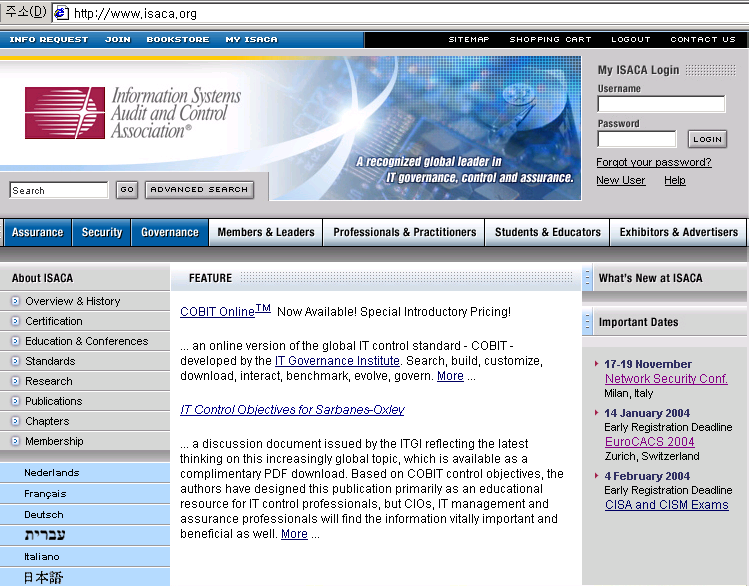 주소(D) http://www.isaca.org
INFO REQUEST JOIN BOOKSTORE MY ISACA SITEMAP SHOPPING CART LOGOUT CONTACT US
Information Systems
Audit and Control
Association®
A recognized global leader in
IT governance, control and assurance.
My ISACA Login
Username
Password
LOGIN
Forgot your password?
New User Help
Search GO ADVANCED SEARCH
Assurance Security Governance Members & Leaders Professionals & Practitioners Students & Educators Exhibitors & Advertisers
About ISACA
Overview & History
Certification
Education & Conferences
Standards
Research
Publications
Chapters
Membership
Nederlands
Français
Deutsch
עברית
Italiano
日本語
FEATURE
COBIT Online™ Now Available! Special Introductory Pricing!
... an online version of the global IT control standard - COBIT -
developed by the IT Governance Institute. Search, build, customize,
download, interact, benchmark, evolve, govern. More ...
IT Control Objectives for Sarbanes-Oxley
... a discussion document issued by the ITGI reflecting the latest
thinking on this increasingly global topic, which is available as a
complimentary PDF download. Based on COBIT control objectives, the
authors have designed this publication primarily as an educational
resource for IT control professionals, but CIOs, IT management and
assurance professionals will find the information vitally important and
beneficial as well. More ...
What's New at ISACA
Important Dates
17-19 November
Network Security Conf.
Milan, Italy
14 January 2004
Early Registration Deadline
EuroCACS 2004
Zurich, Switzerland
4 February 2004
Early Registration Deadline
CISA and CISM Exams